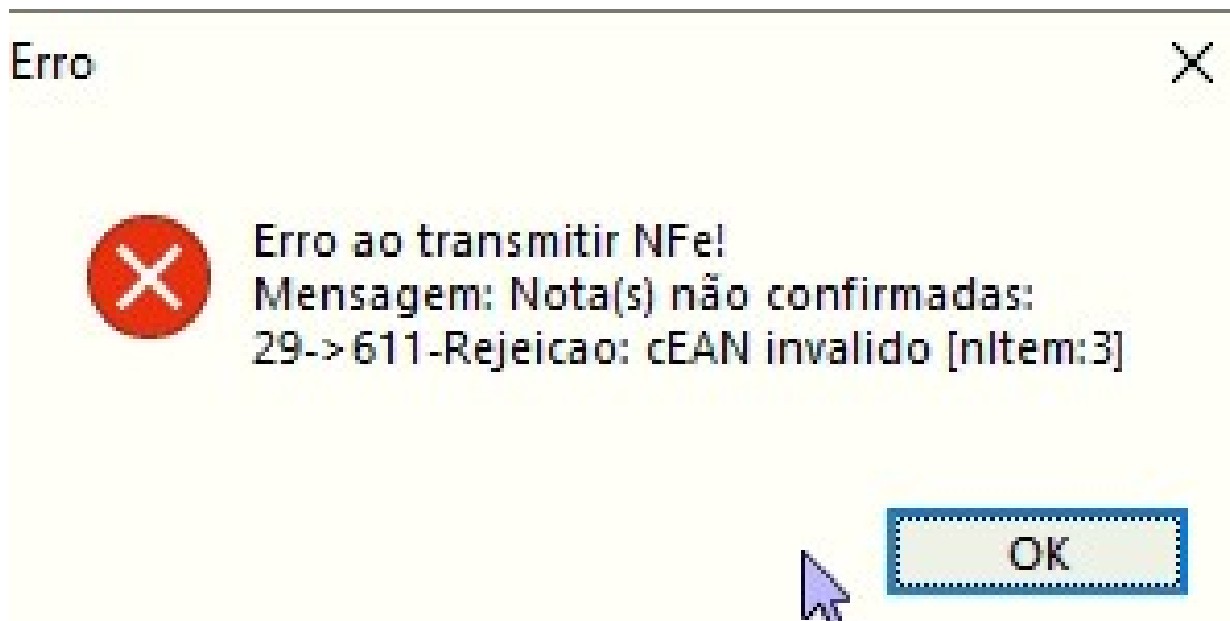 Erro
Erro ao transmitir NFe!
Mensagem: Nota(s) não confirmadas:
29->611-Rejeicao: cEAN invalido [nItem:3]
OK